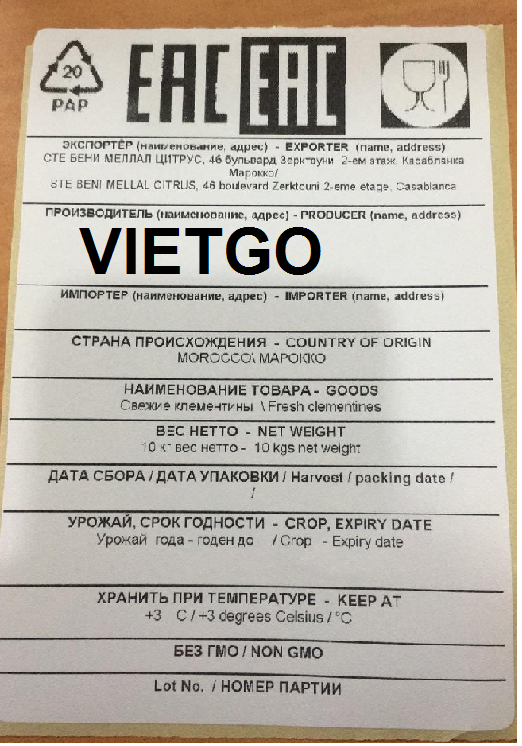 20
PAP
EAC EAC
ЭКСПОРТЁР (наименование, адрес) - EXPORTER (name, address)
СТЕ БЕНИ МЕЛЛАЛ ЦИТРУС, 46 бульвард Зерктоуни 2-ем этаж, Касабланка
Марокко/
STE BENI MELLAL CITRUS, 46 boulevard Zerktouni 2-eme etage, Casablanca
ПРОИЗВОДИТЕЛЬ (наименование, адрес) - PRODUCER (name, address)
VIETGO
ИМПОРТЕР (наименование, адрес) - IMPORTER (name, address)
СТРАНА ПРОИСХОЖДЕНИЯ - COUNTRY OF ORIGIN
MOROCCO\ МАРОККО
НАИМЕНОВАНИЕ ТОВАРА - GOODS
Свежие клементины \ Fresh clementines
ВЕС НЕТТО - NET WEIGHT
10 кг вес нетто - 10 kgs net weight
ДАТА СБОРА / ДАТА УПАКОВКИ / Harvest / packing date /
/
УРОЖАЙ, СРОК ГОДНОСТИ - CROP, EXPIRY DATE
Урожай года - годен до / Crop - Expiry date
ХРАНИТЬ ПРИ ТЕМПЕРАТУРЕ - KEEP AT
+3 C / +3 degrees Celsius / °C
БЕЗ ГМО / NON GMO
Lot No. / НОМЕР ПАРТИИ